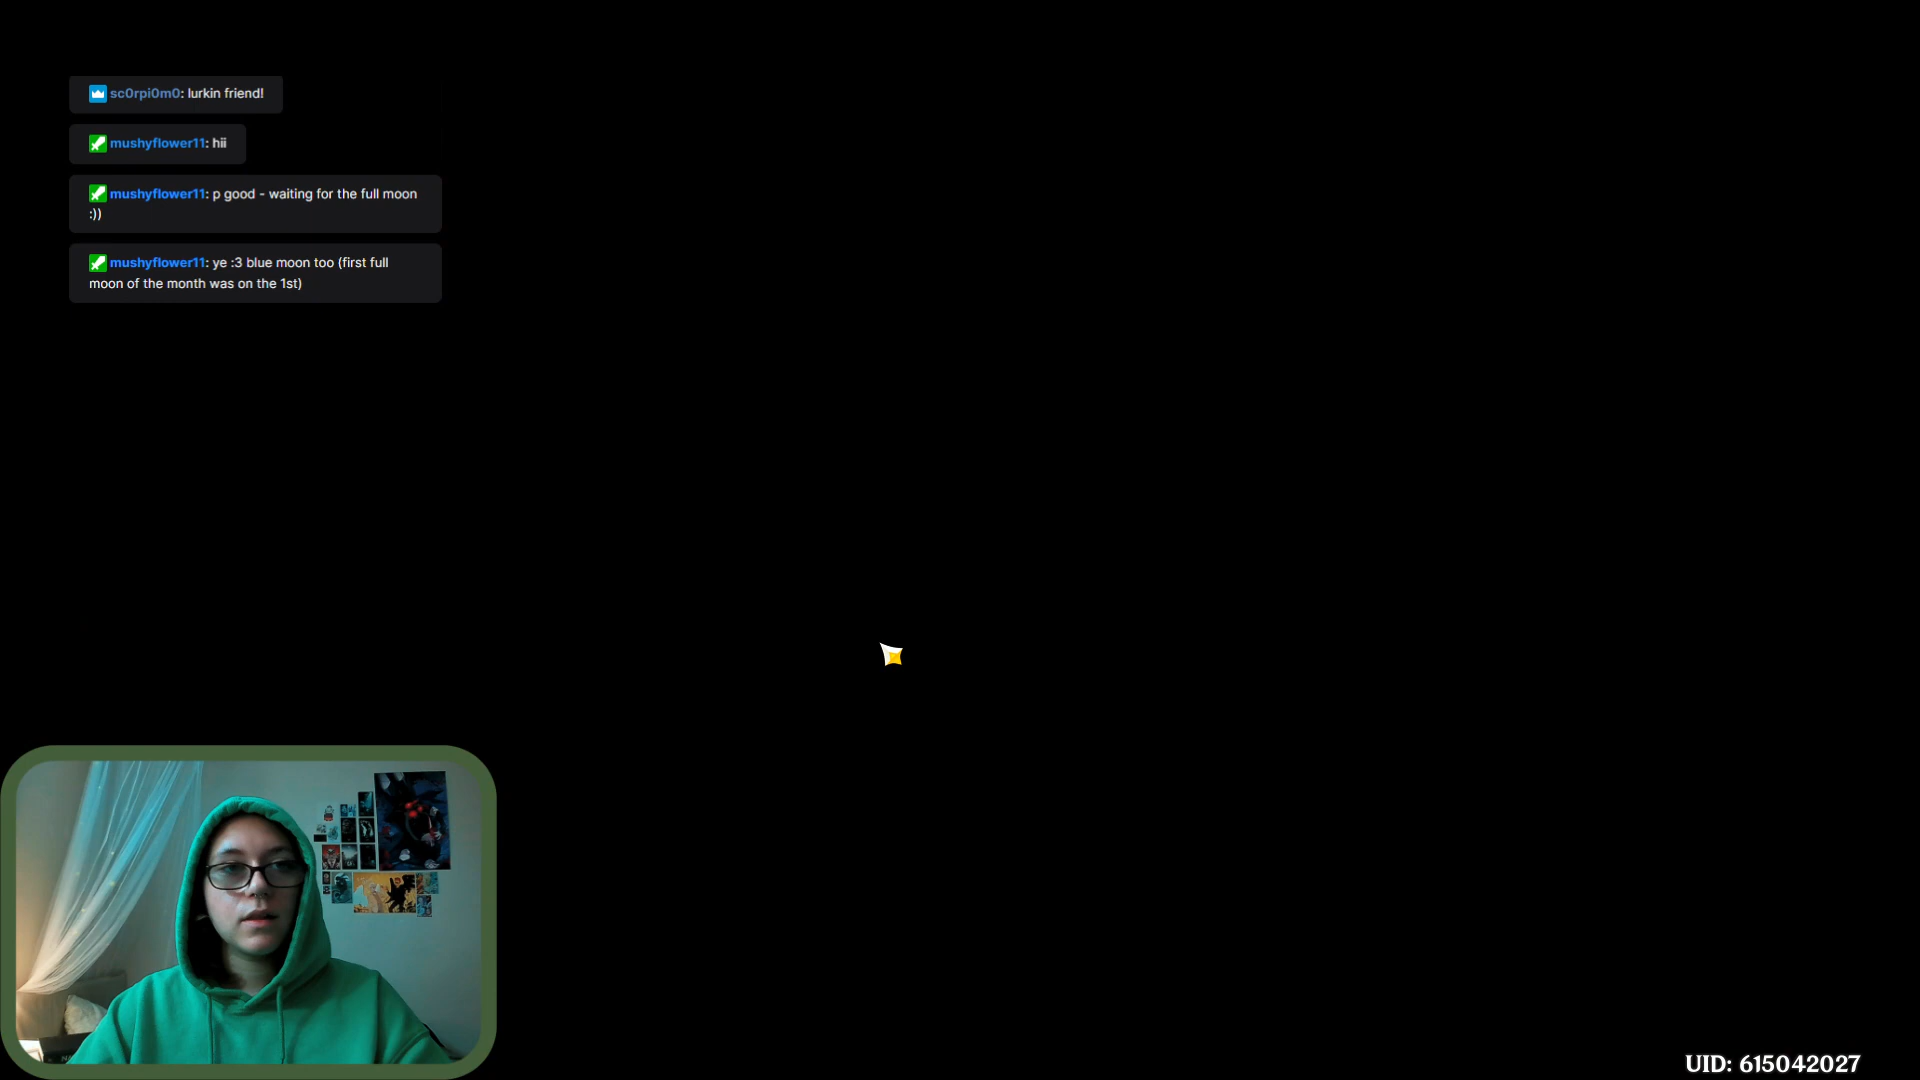 sc0rpi0m0: lurkin friend!
mushyflower11: hii
mushyflower11: p good - waiting for the full moon
:))
mushyflower11: ye :3 blue moon too (first full
moon of the month was on the 1st)
UID: 615042027